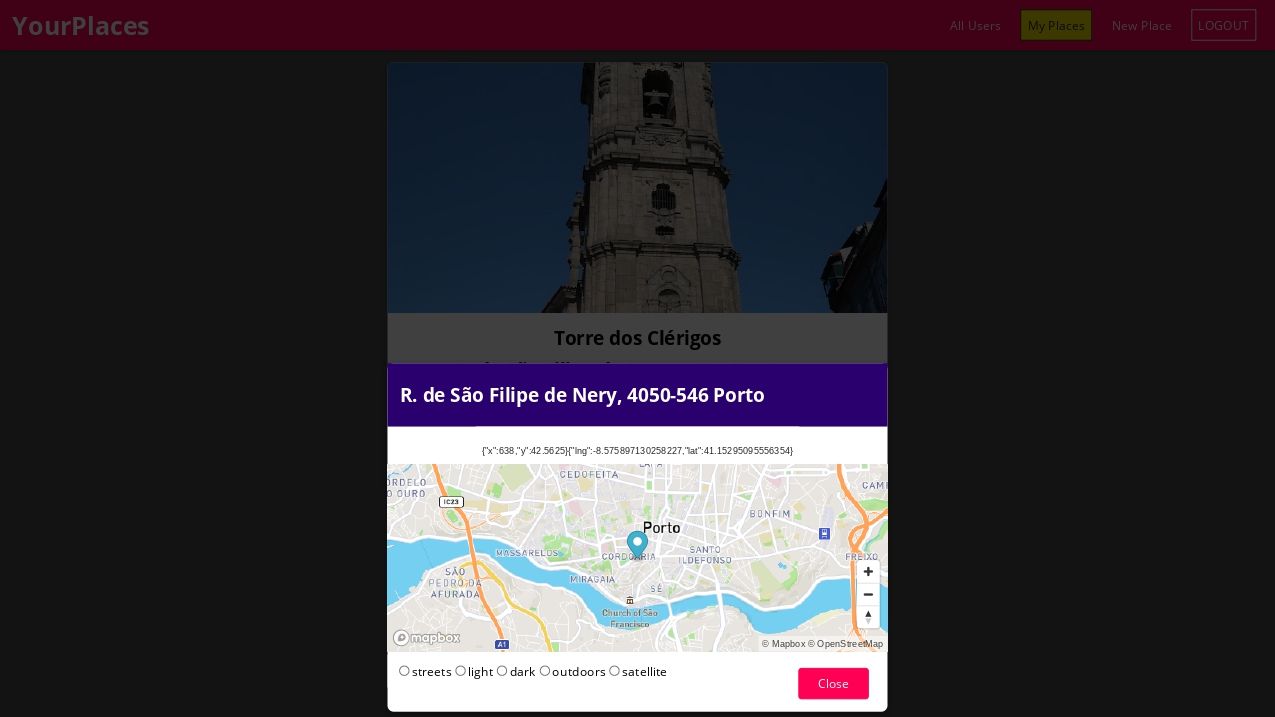 YourPlaces
All Users
My Places
New Place
LOGOUT
Torre dos Clérigos
R. de São Filipe de Nery, 4050-546 Porto
{"x":638,"y":42.5625}{"lng":-8.575897130258227,"lat":41.15295095556354}
LAPA
CEDOFEITA
ORDELO
DO OURO
CAMP
IC23
BONFIM
Porto
MASSARELOS
CORDOARIA
SANTO
ILDEFONSO
FREIXO
SÃO
PEDRO DA
AFURADA
MIRAGAIA
SÉ
Church of São
Francisco
mapbox
A1
© Mapbox © OpenStreetMap
streets light dark outdoors satellite
Close